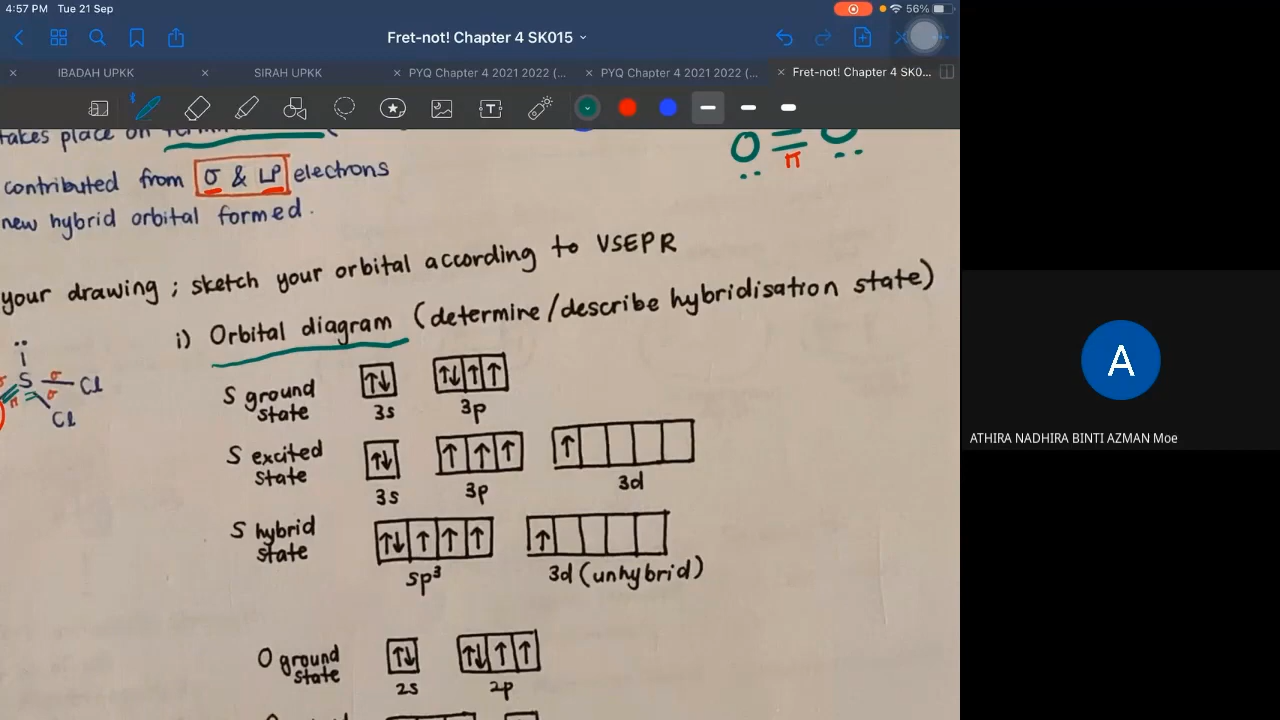 4:57 PM Tue 21 Sep
56%
Fret-not! Chapter 4 SK015
IBADAH UPKK
SIRAH UPKK
PYQ Chapter 4 2021 2022 (...
PYQ Chapter 4 2021 2022 (...
Fret-not! Chapter 4 SK0...
takes place on
O = O
π
contributed from σ & LP electrons
new hybrid orbital formed.
your drawing ; sketch your orbital according to VSEPR
i) Orbital diagram (determine/describe hybridisation state)
S
σ
Cl
σ
π
Cl
S ground state
↑↓ ↑↓ ↑ ↑
3s 3p
S excited state
↑↓ ↑ ↑ ↑ ↑
3s 3p 3d
S hybrid state
↑↓ ↑ ↑ ↑ ↑
sp³ 3d (unhybrid)
O ground state
↑↓ ↑↓ ↑ ↑
2s 2p
A
ATHIRA NADHIRA BINTI AZMAN Moe